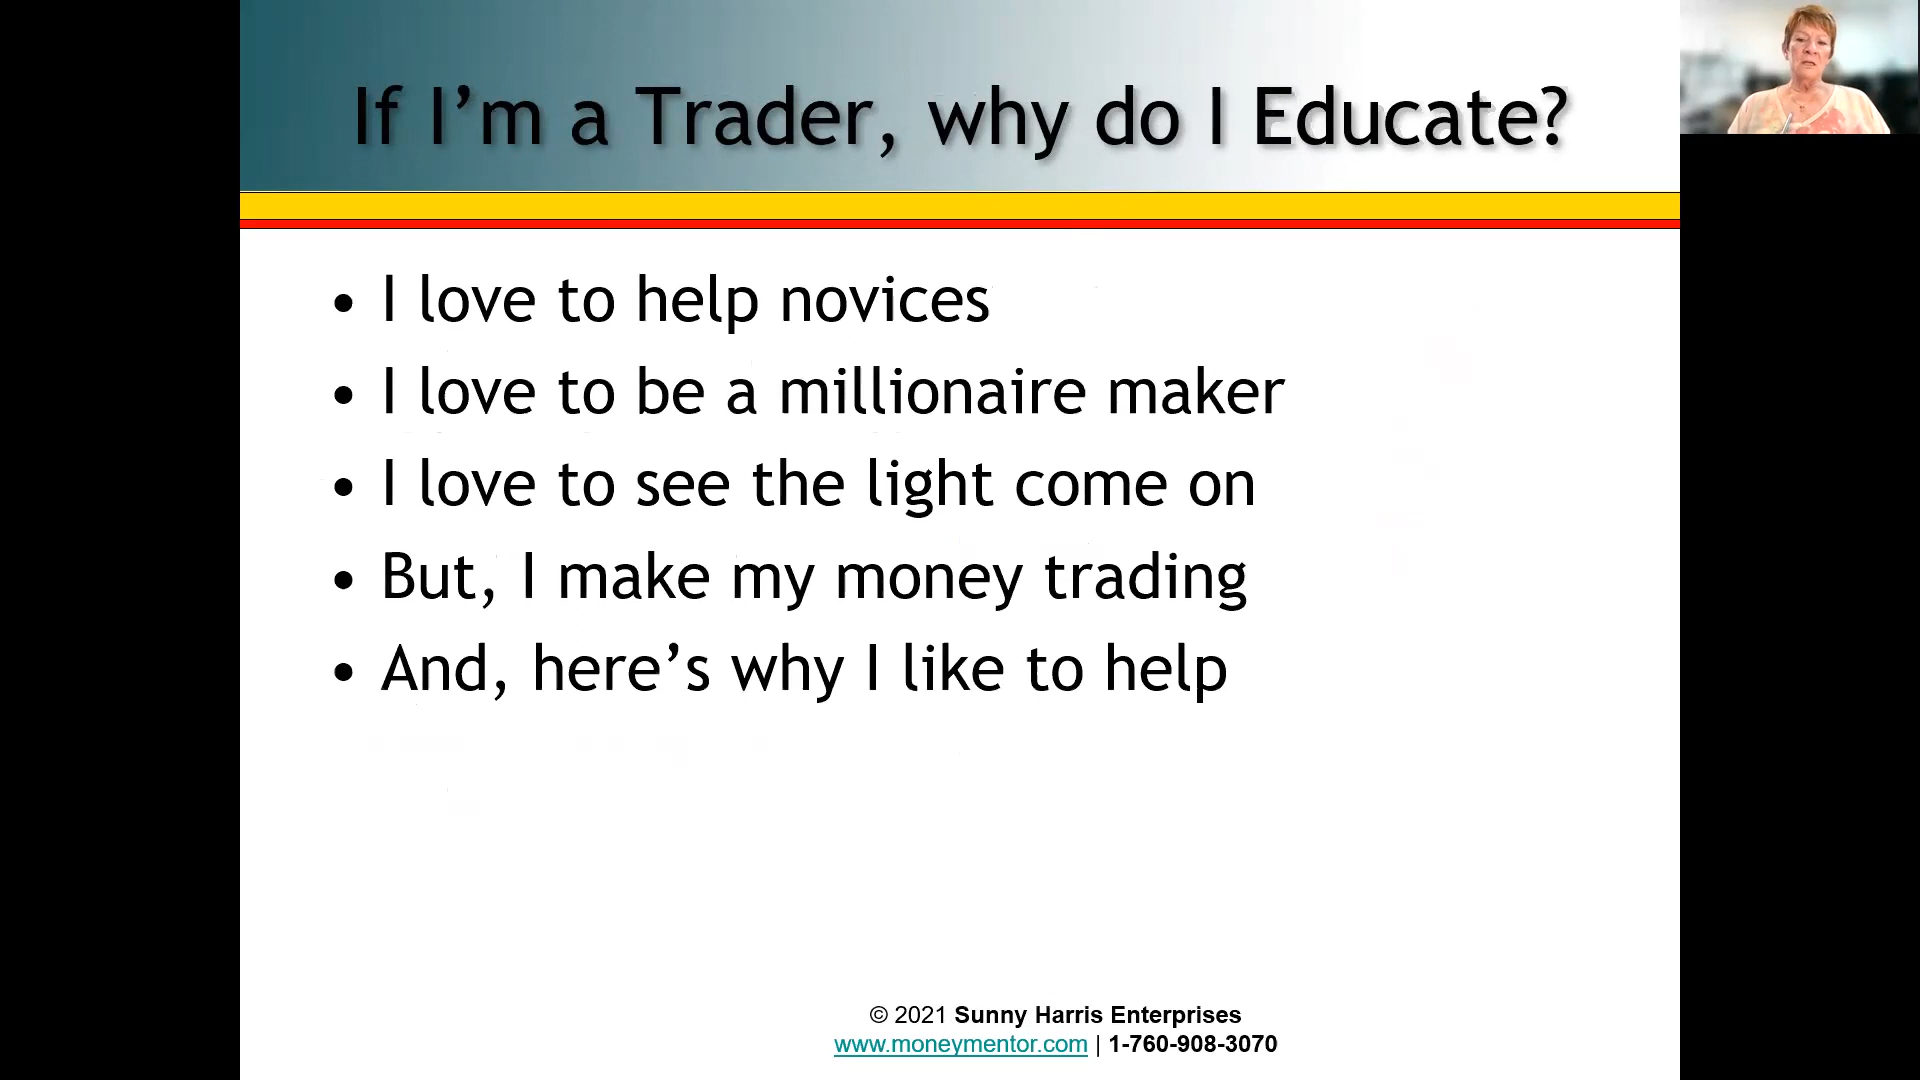 If I’m a Trader, why do I Educate?
• I love to help novices
• I love to be a millionaire maker
• I love to see the light come on
• But, I make my money trading
• And, here’s why I like to help
© 2021 Sunny Harris Enterprises
www.moneymentor.com | 1-760-908-3070